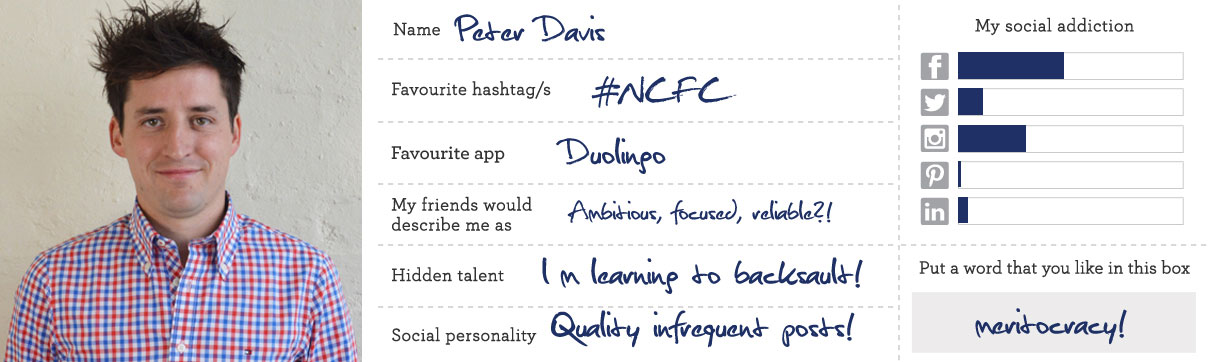 Name Peter Davis
Favourite hashtag/s #NCFC
Favourite app Duolingo
My friends would
describe me as Ambitious, focused, reliable?!
Hidden talent I m learning to backsault!
Social personality Quality infrequent posts!
My social addiction
f
P
in
Put a word that you like in this box
meritocracy!